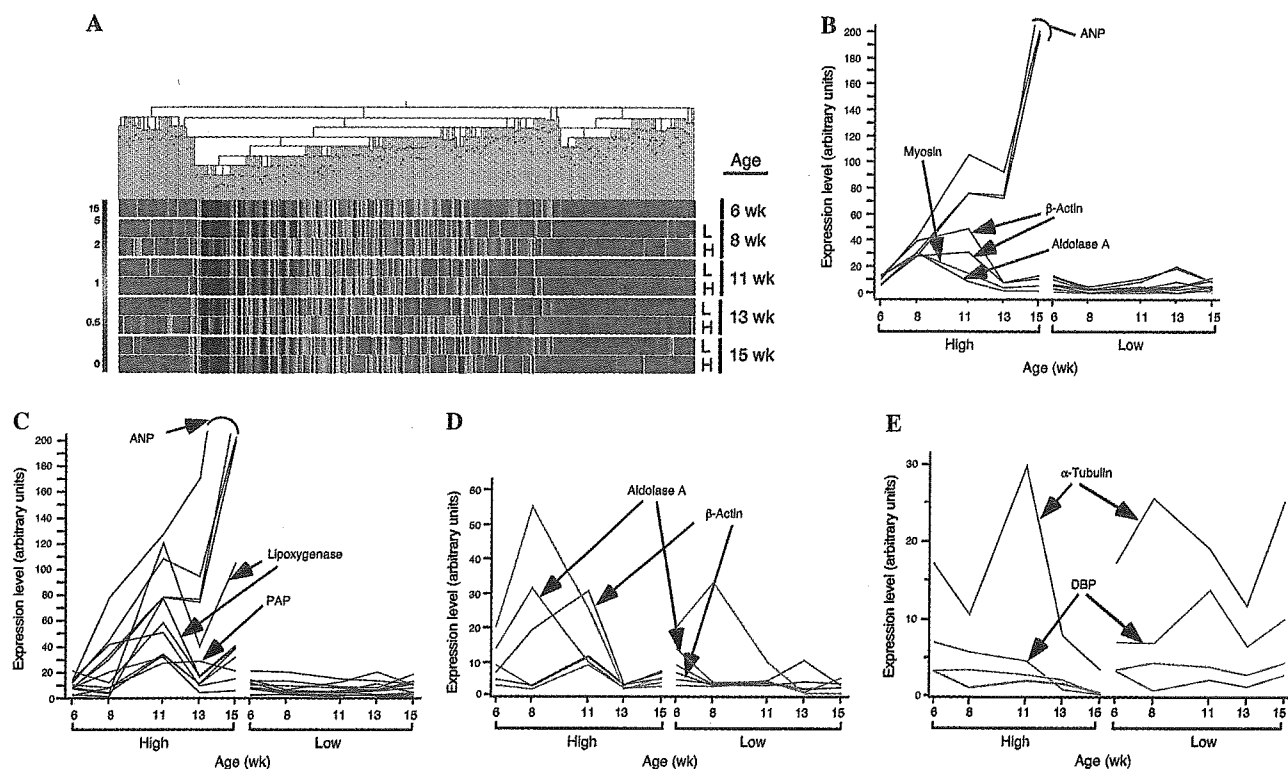 A
Age
15
5
2
1
0.5
0
6 wk
L
H
8 wk
L
H
11 wk
L
H
13 wk
L
H
15 wk
B
Expression level (arbitrary units)
200
180
160
140
120
100
80
60
40
20
0
ANP
Myosin
β-Actin
Aldolase A
6 8 11 13 15 6 8 11 13 15
High Low
Age (wk)
C
Expression level (arbitrary units)
200
180
160
140
120
100
80
60
40
20
0
ANP
Lipoxygenase
PAP
6 8 11 13 15 6 8 11 13 15
High Low
Age (wk)
D
Expression level (arbitrary units)
60
50
40
30
20
10
0
Aldolase A
β-Actin
6 8 11 13 15 6 8 11 13 15
High Low
Age (wk)
E
Expression level (arbitrary units)
30
20
10
0
α-Tubulin
DBP
6 8 11 13 15 6 8 11 13 15
High Low
Age (wk)